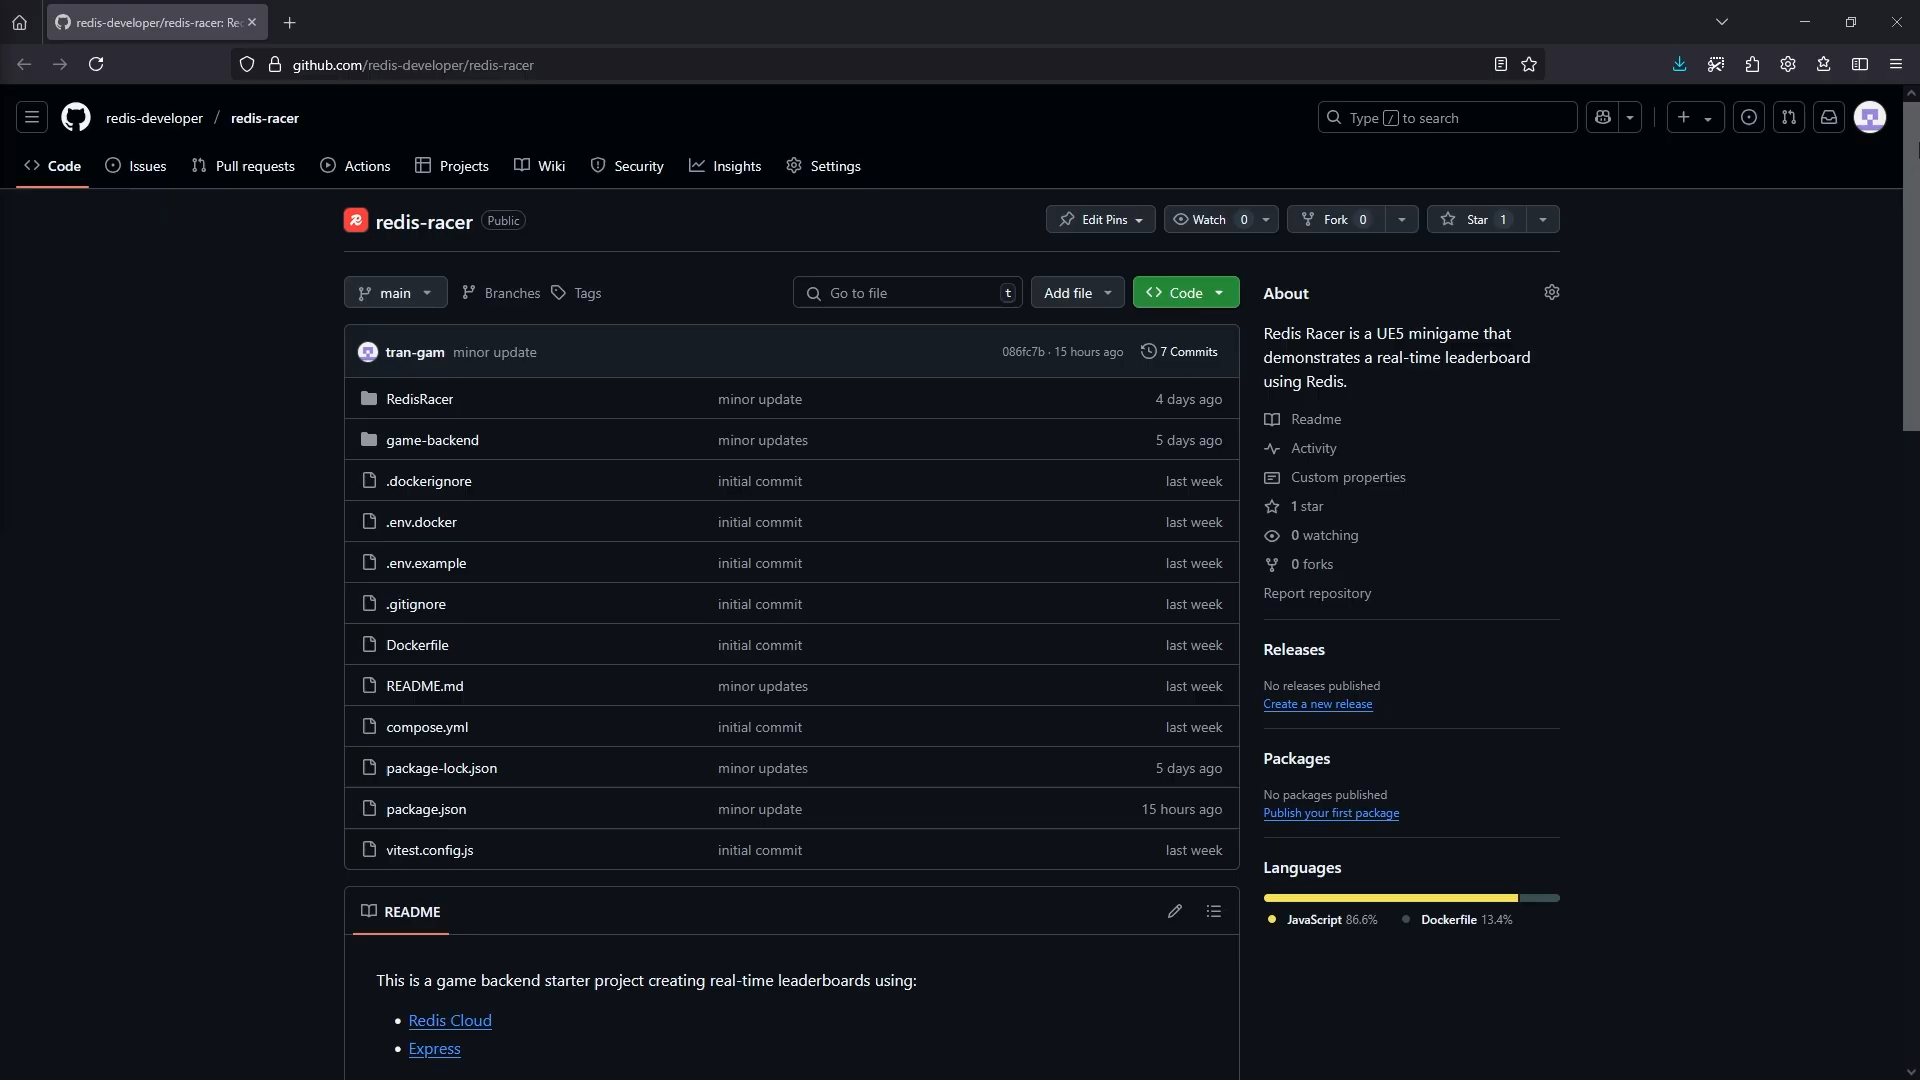 redis-developer/redis-racer: Re
github.com/redis-developer/redis-racer
redis-developer / redis-racer
Type / to search
Code Issues Pull requests Actions Projects Wiki Security Insights Settings
redis-racer Public
Edit Pins Watch 0 Fork 0 Star 1
main Branches Tags Go to file t Add file Code
tran-gam minor update 086fc7b · 15 hours ago 7 Commits
RedisRacer minor update 4 days ago
game-backend minor updates 5 days ago
.dockerignore initial commit last week
.env.docker initial commit last week
.env.example initial commit last week
.gitignore initial commit last week
Dockerfile initial commit last week
README.md minor updates last week
compose.yml initial commit last week
package-lock.json minor updates 5 days ago
package.json minor update 15 hours ago
vitest.config.js initial commit last week
README
This is a game backend starter project creating real-time leaderboards using:
• Redis Cloud
• Express
About
Redis Racer is a UE5 minigame that
demonstrates a real-time leaderboard
using Redis.
Readme
Activity
Custom properties
1 star
0 watching
0 forks
Report repository
Releases
No releases published
Create a new release
Packages
No packages published
Publish your first package
Languages
JavaScript 86.6% Dockerfile 13.4%